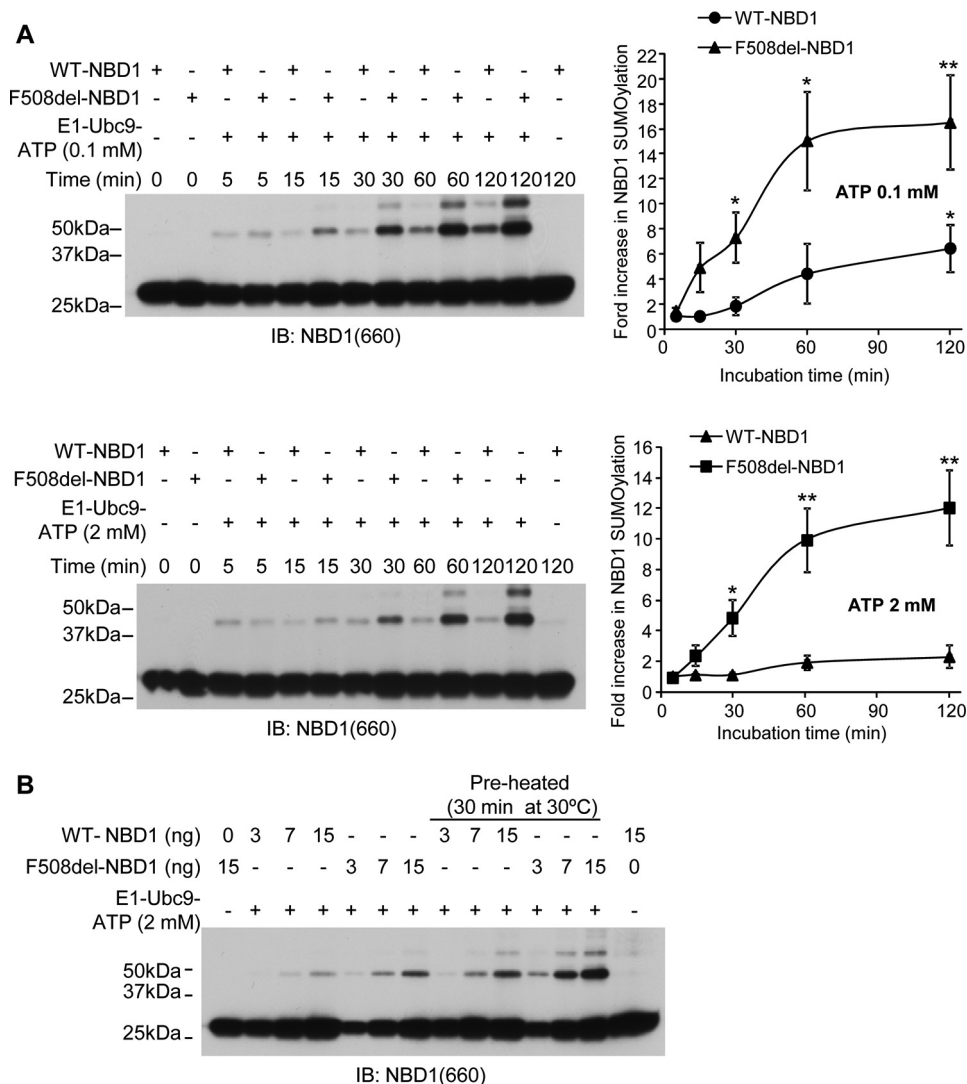 A
WT-NBD1 + - + - + - + - + - + - +
F508del-NBD1 - + - + - + - + - + - + -
E1-Ubc9-
ATP (0.1 mM) - - + + + + + + + + + + -
Time (min) 0 0 5 5 15 15 30 30 60 60 120 120 120
50kDa–
37kDa–
25kDa–
IB: NBD1(660)
WT-NBD1
F508del-NBD1
Ford increase in NBD1 SUMOylation
22
20
18
16
14
12
10
8
6
4
2
0
* ** * *
ATP 0.1 mM
0 30 60 90 120
Incubation time (min)
WT-NBD1 + - + - + - + - + - + - +
F508del-NBD1 - + - + - + - + - + - + -
E1-Ubc9-
ATP (2 mM) - - + + + + + + + + + + -
Time (min) 0 0 5 5 15 15 30 30 60 60 120 120 120
50kDa–
37kDa–
25kDa–
IB: NBD1(660)
WT-NBD1
F508del-NBD1
Fold increase in NBD1 SUMOylation
16
14
12
10
8
6
4
2
0
* ** **
ATP 2 mM
0 30 60 90 120
Incubation time (min)
B
Pre-heated
(30 min at 30ºC)
WT- NBD1 (ng) 0 3 7 15 - - - 3 7 15 - - - 15
F508del-NBD1 (ng) 15 - - - 3 7 15 - - - 3 7 15 0
E1-Ubc9-
ATP (2 mM) - + + + + + + + + + + + + -
50kDa -
37kDa -
25kDa -
IB: NBD1(660)